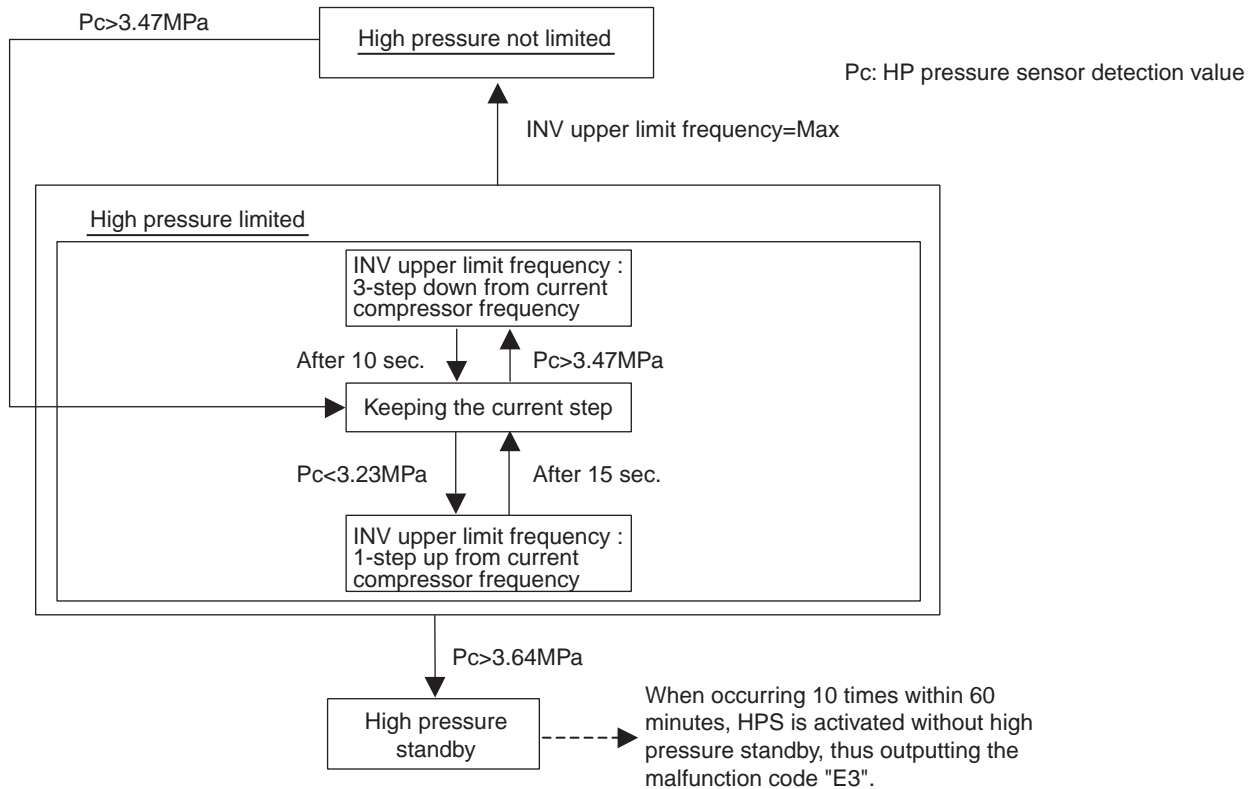 Pc>3.47MPa
High pressure not limited
Pc: HP pressure sensor detection value
INV upper limit frequency=Max
High pressure limited
INV upper limit frequency :
3-step down from current
compressor frequency
After 10 sec.
Pc>3.47MPa
Keeping the current step
Pc<3.23MPa
After 15 sec.
INV upper limit frequency :
1-step up from current
compressor frequency
Pc>3.64MPa
High pressure
standby
When occurring 10 times within 60
minutes, HPS is activated without high
pressure standby, thus outputting the
malfunction code "E3".